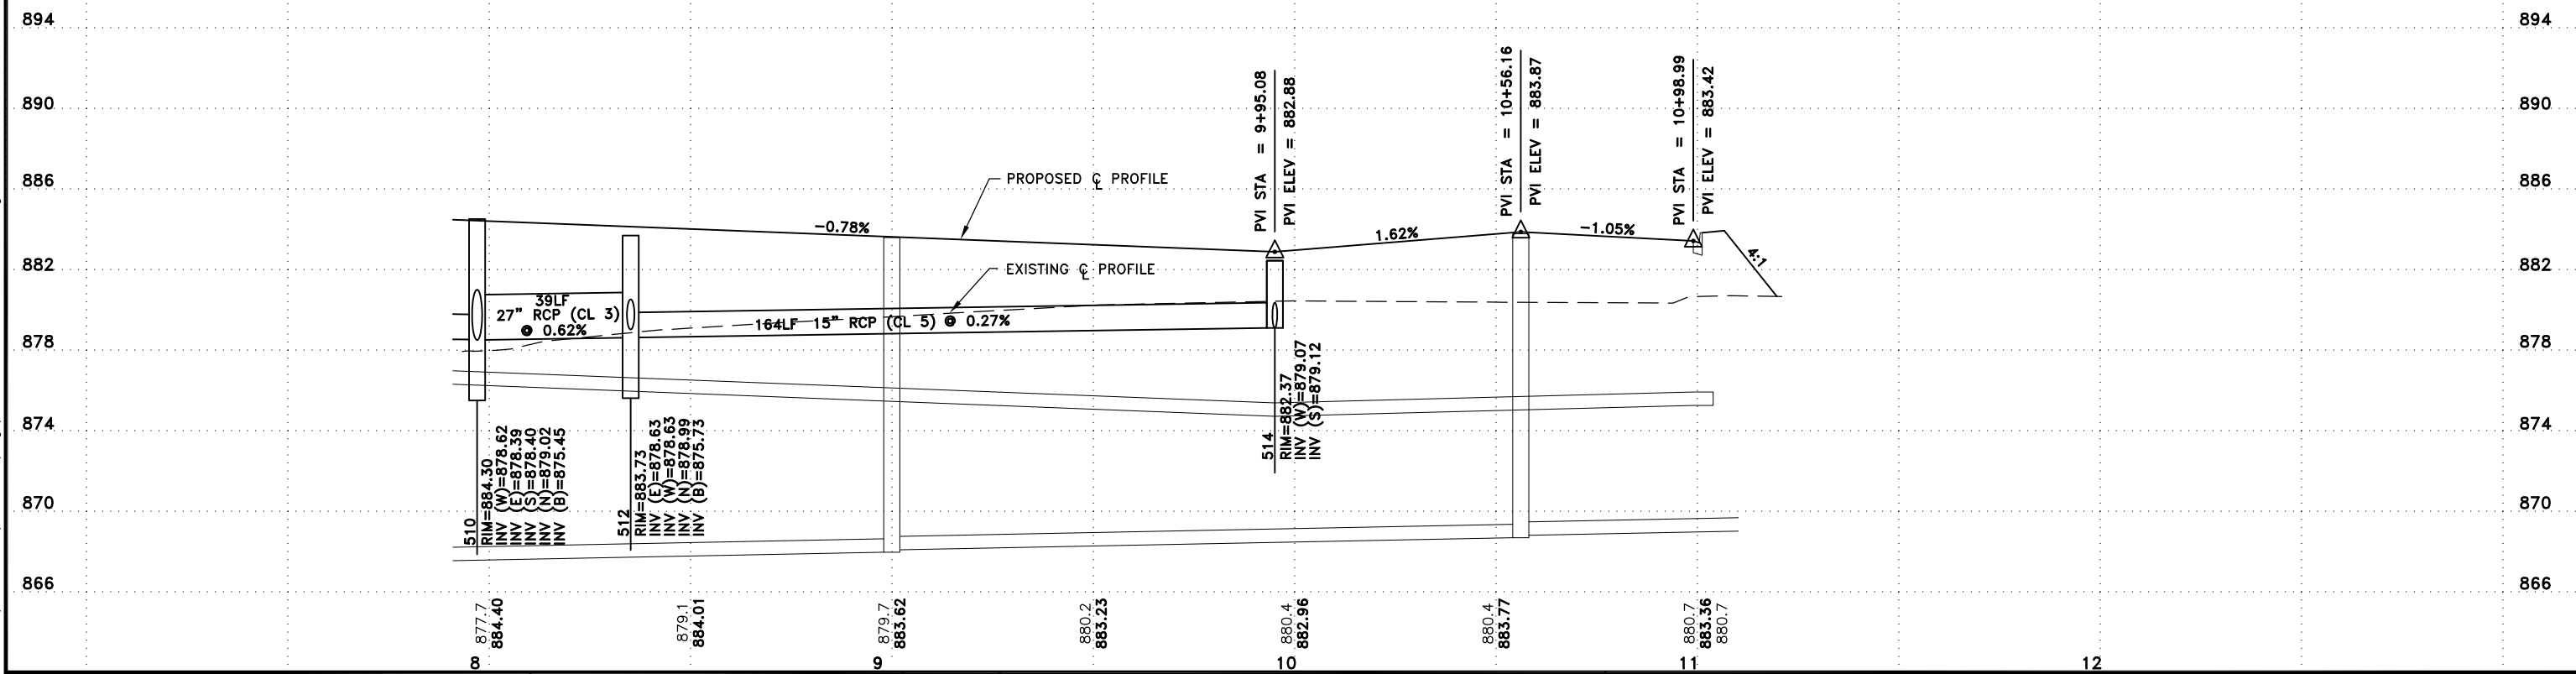 894
894
890
890
886
886
882
882
878
878
874
874
870
870
866
866
PVI STA = 9+95.08
PVI ELEV = 882.88
PVI STA = 10+56.16
PVI ELEV = 883.87
PVI STA = 10+98.99
PVI ELEV = 883.42
PROPOSED ℄ PROFILE
-0.78%
1.62%
-1.05%
4:1
EXISTING ℄ PROFILE
39LF
27" RCP (CL 3)
@ 0.62%
164LF 15" RCP (CL 5) @ 0.27%
510
RIM=884.30
INV (W)=878.62
INV (E)=878.39
INV (S)=878.40
INV (N)=879.02
INV (B)=875.45
512
RIM=883.73
INV (E)=878.63
INV (W)=878.63
INV (N)=878.99
INV (B)=875.73
514
RIM=882.37
INV (W)=879.07
INV (S)=879.12
877.7
884.40
879.1
884.01
879.7
883.62
880.2
883.23
880.4
882.96
880.4
883.77
880.7
883.36
880.7
8
9
10
11
12